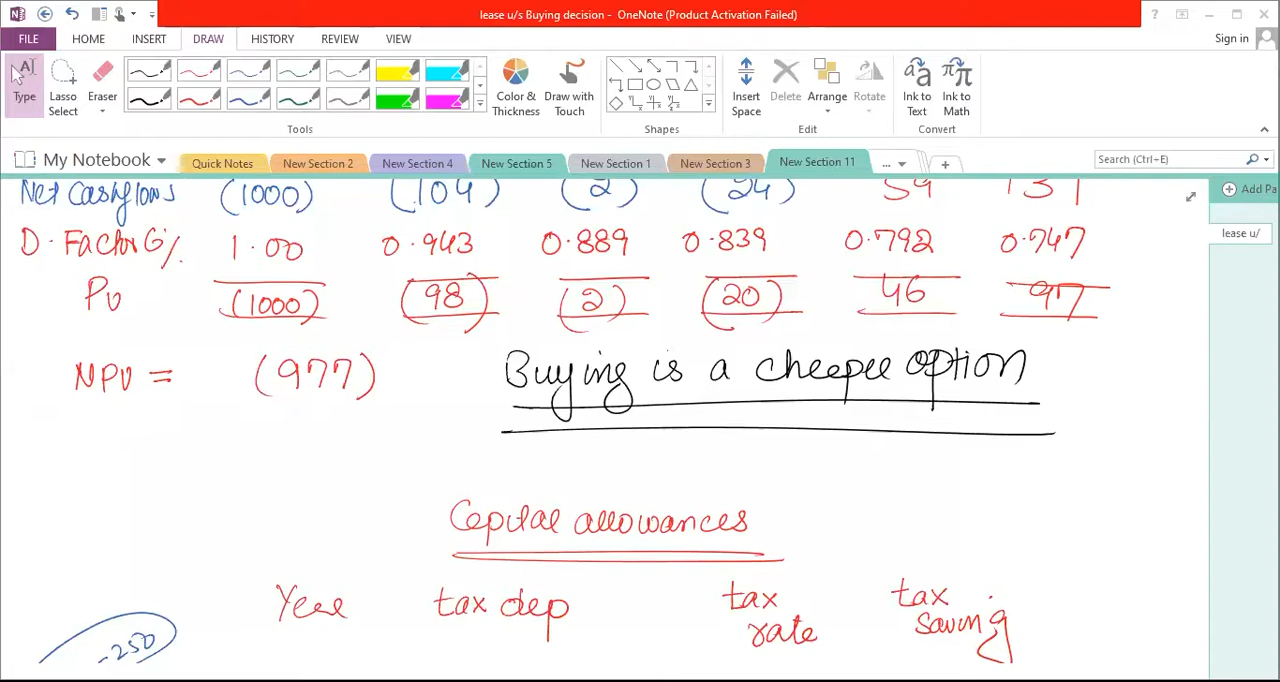 lease u/s Buying decision - OneNote (Product Activation Failed)
FILE HOME INSERT DRAW HISTORY REVIEW VIEW
Sign in
Type
Lasso Select
Eraser
Color & Thickness
Draw with Touch
Insert Space
Delete
Arrange
Rotate
Ink to Text
Ink to Math
Tools
Shapes
Edit
Convert
My Notebook
Quick Notes
New Section 2
New Section 4
New Section 5
New Section 1
New Section 3
New Section 11
...
Search (Ctrl+E)
Add Pa
lease u/
Net Cashflows (1000) (104) (2) (24) 59 131
D. Factor 6% 1.00 0.943 0.889 0.839 0.792 0.747
PV (1000) (98) (2) (20) 46 97
NPV = (977)
Buying is a cheepee option
Capital allowances
Year tax dep tax rate tax saving
-250